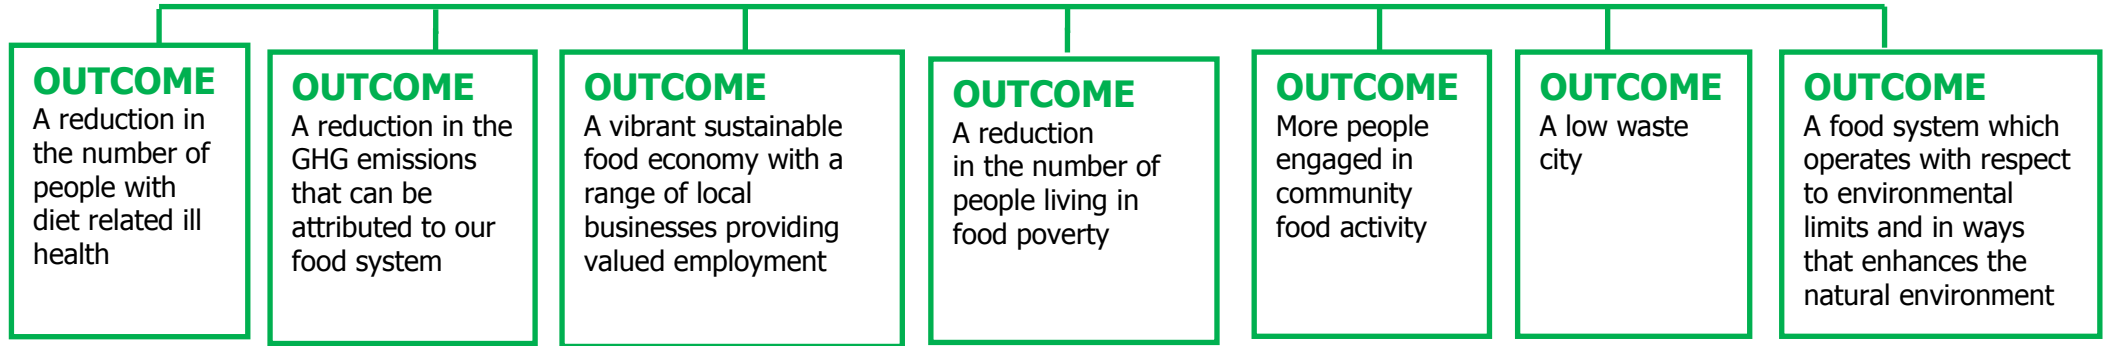 OUTCOME
A reduction in
the number of
people with
diet related ill
health
OUTCOME
A reduction in the
GHG emissions
that can be
attributed to our
food system
OUTCOME
A vibrant sustainable
food economy with a
range of local
businesses providing
valued employment
OUTCOME
A reduction
in the number of
people living in
food poverty
OUTCOME
More people
engaged in
community
food activity
OUTCOME
A low waste
city
OUTCOME
A food system which
operates with respect
to environmental
limits and in ways
that enhances the
natural environment